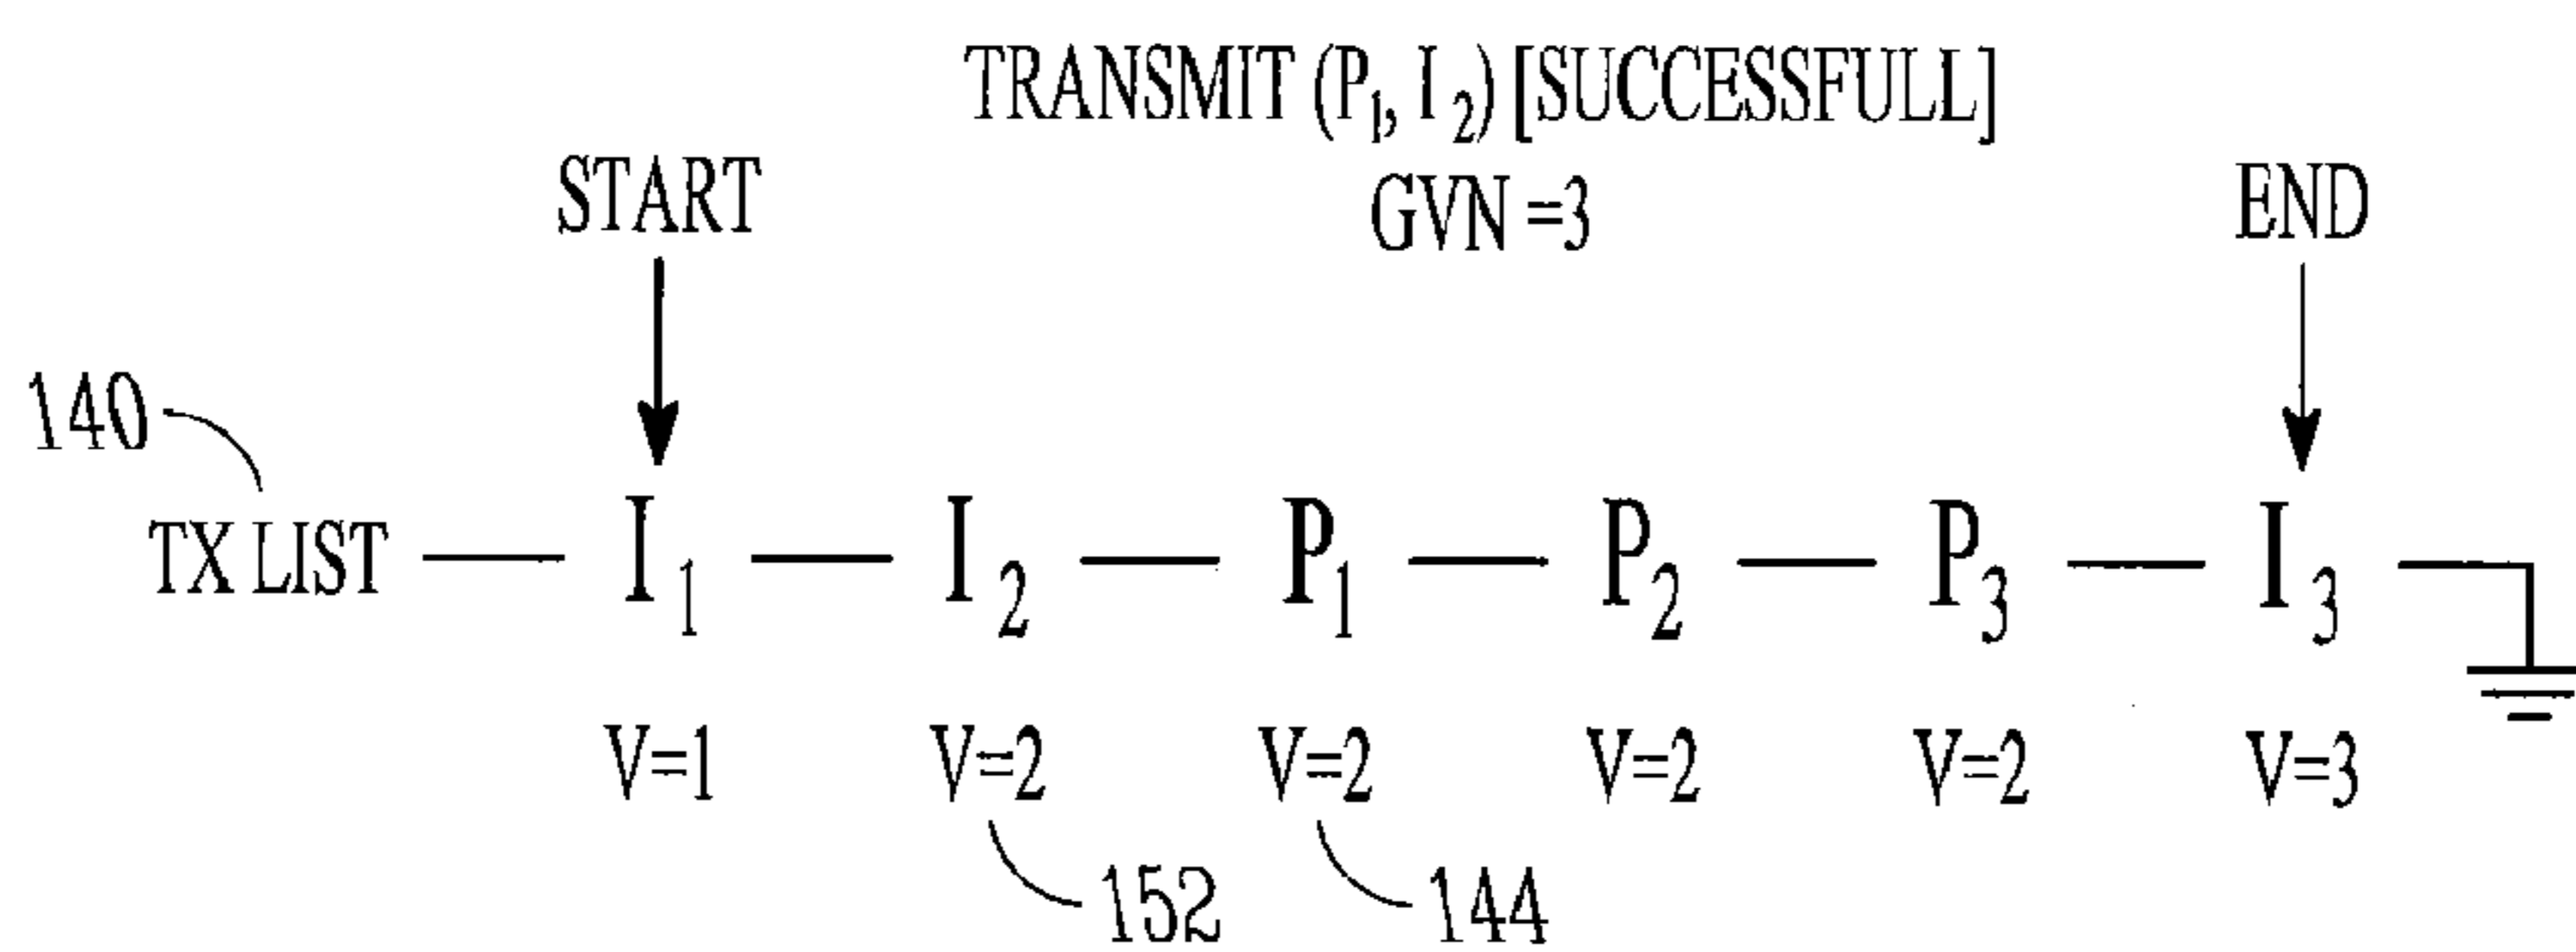 TRANSMIT (P₁, I₂) [SUCCESSFULL]
START
GVN =3
END
140
TX LIST — I₁ — I₂ — P₁ — P₂ — P₃ — I₃
V=1 V=2 V=2 V=2 V=2 V=3
152 144